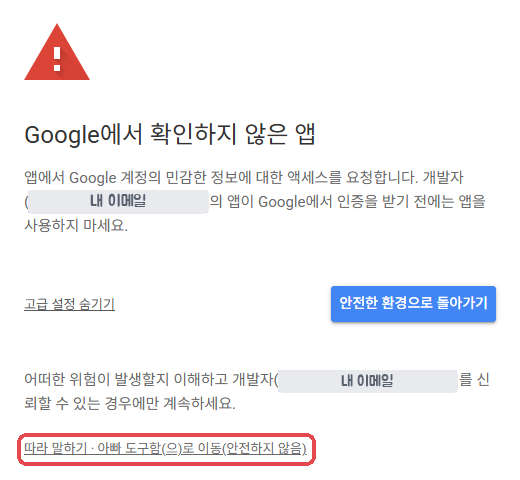 Google에서 확인하지 않은 앱
앱에서 Google 계정의 민감한 정보에 대한 액세스를 요청합니다. 개발자
( 내 이메일 의 앱이 Google에서 인증을 받기 전에는 앱을
사용하지 마세요.
고급 설정 숨기기
안전한 환경으로 돌아가기
어떠한 위험이 발생할지 이해하고 개발자( 내 이메일 를 신
뢰할 수 있는 경우에만 계속하세요.
따라 말하기 · 아빠 도구함(으)로 이동(안전하지 않음)